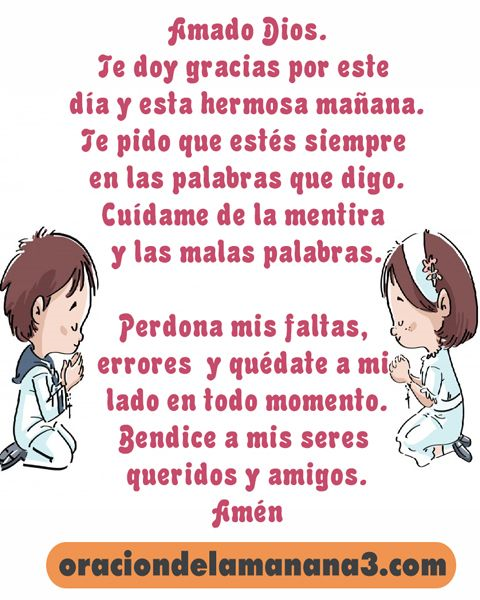 Amado Dios.
Te doy gracias por este
día y esta hermosa mañana.
Te pido que estés siempre
en las palabras que digo.
Cuídame de la mentira
y las malas palabras.
Perdona mis faltas,
errores y quédate a mi
lado en todo momento.
Bendice a mis seres
queridos y amigos.
Amén
oraciondelamanana3.com